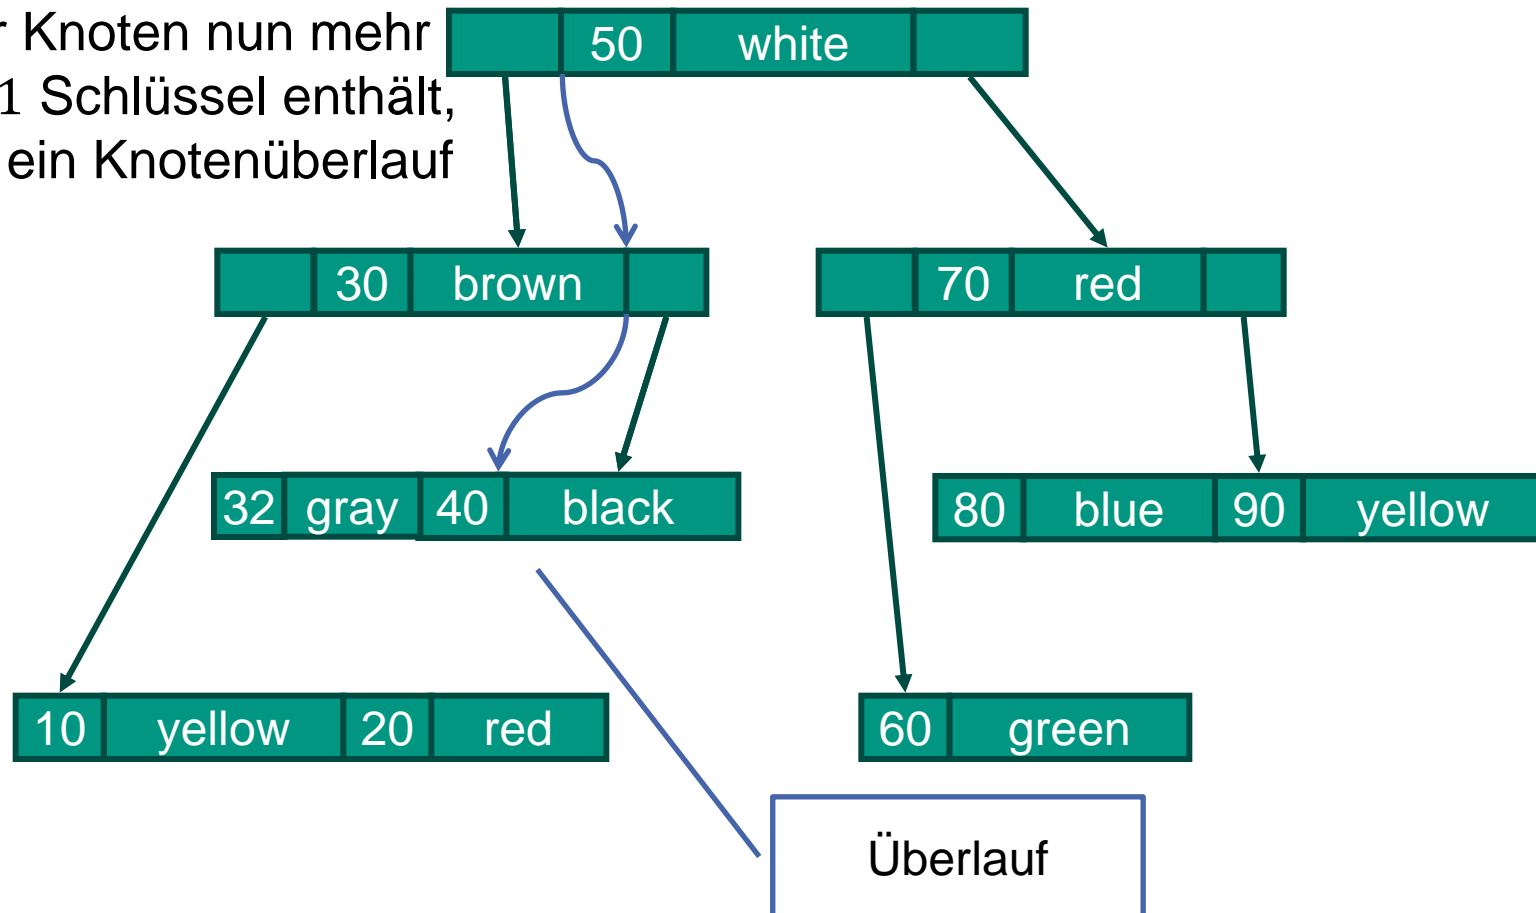 r Knoten nun mehr
1 Schlüssel enthält,
ein Knotenüberlauf
50 white
30 brown
70 red
32 gray 40 black
80 blue 90 yellow
10 yellow 20 red
60 green
Überlauf